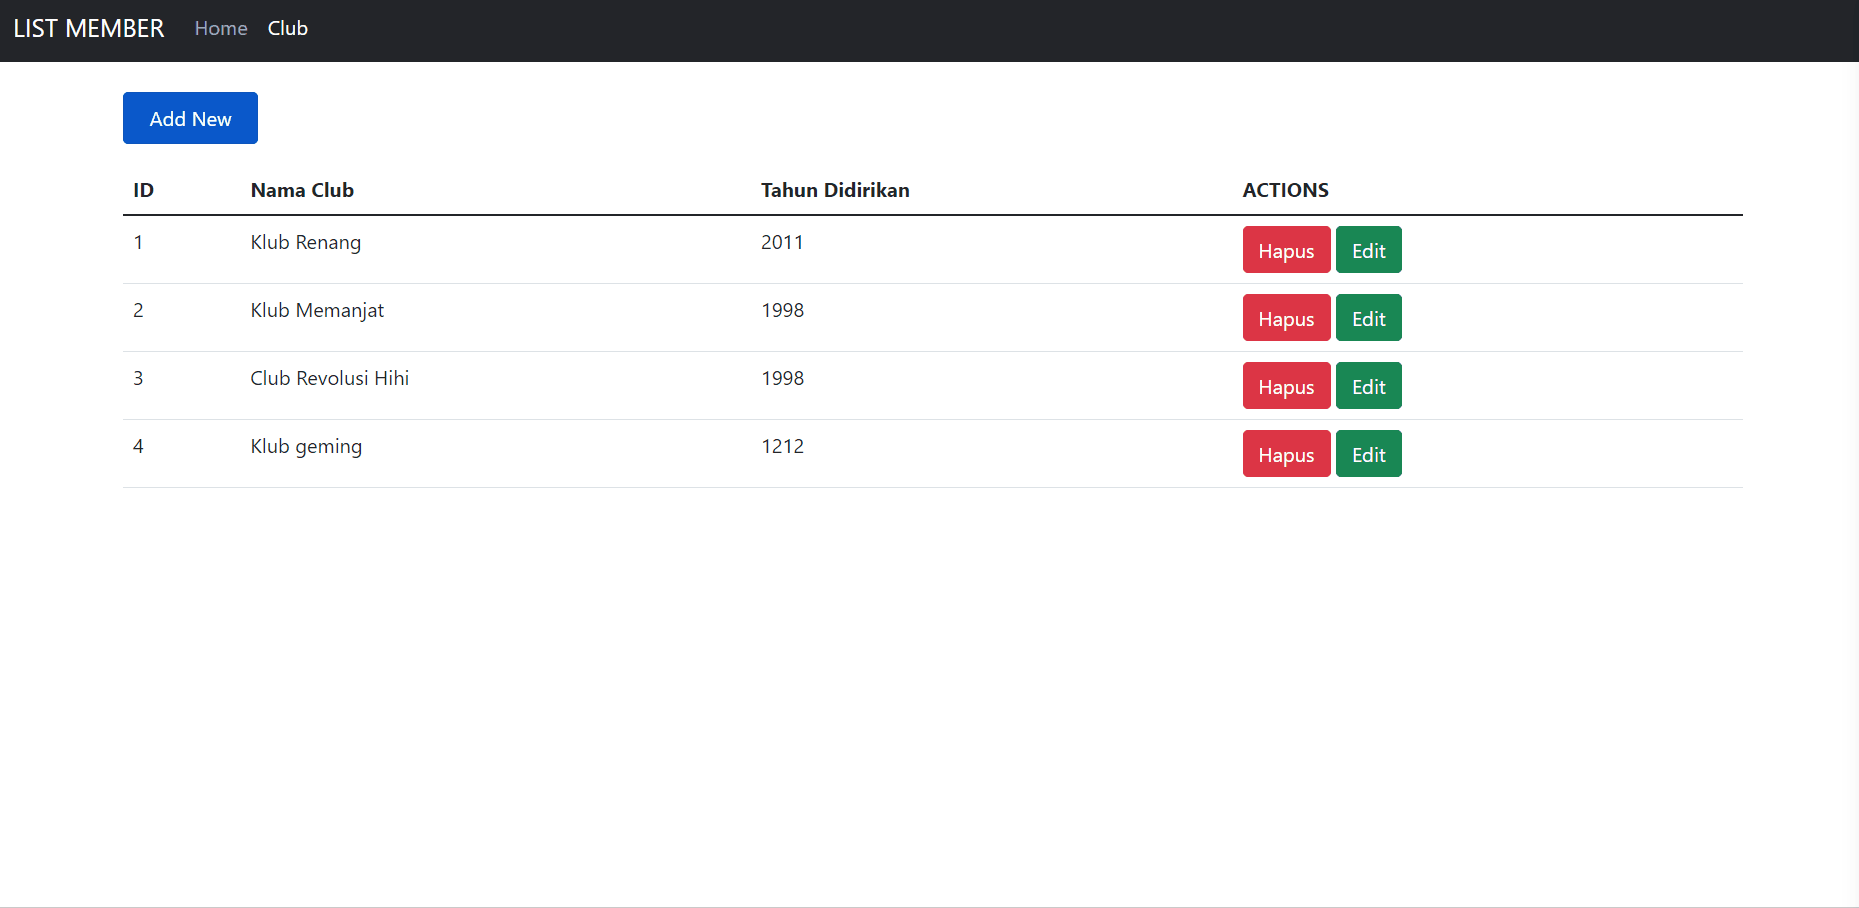 LIST MEMBER Home Club
Add New
ID Nama Club Tahun Didirikan ACTIONS
1 Klub Renang 2011 Hapus Edit
2 Klub Memanjat 1998 Hapus Edit
3 Club Revolusi Hihi 1998 Hapus Edit
4 Klub geming 1212 Hapus Edit